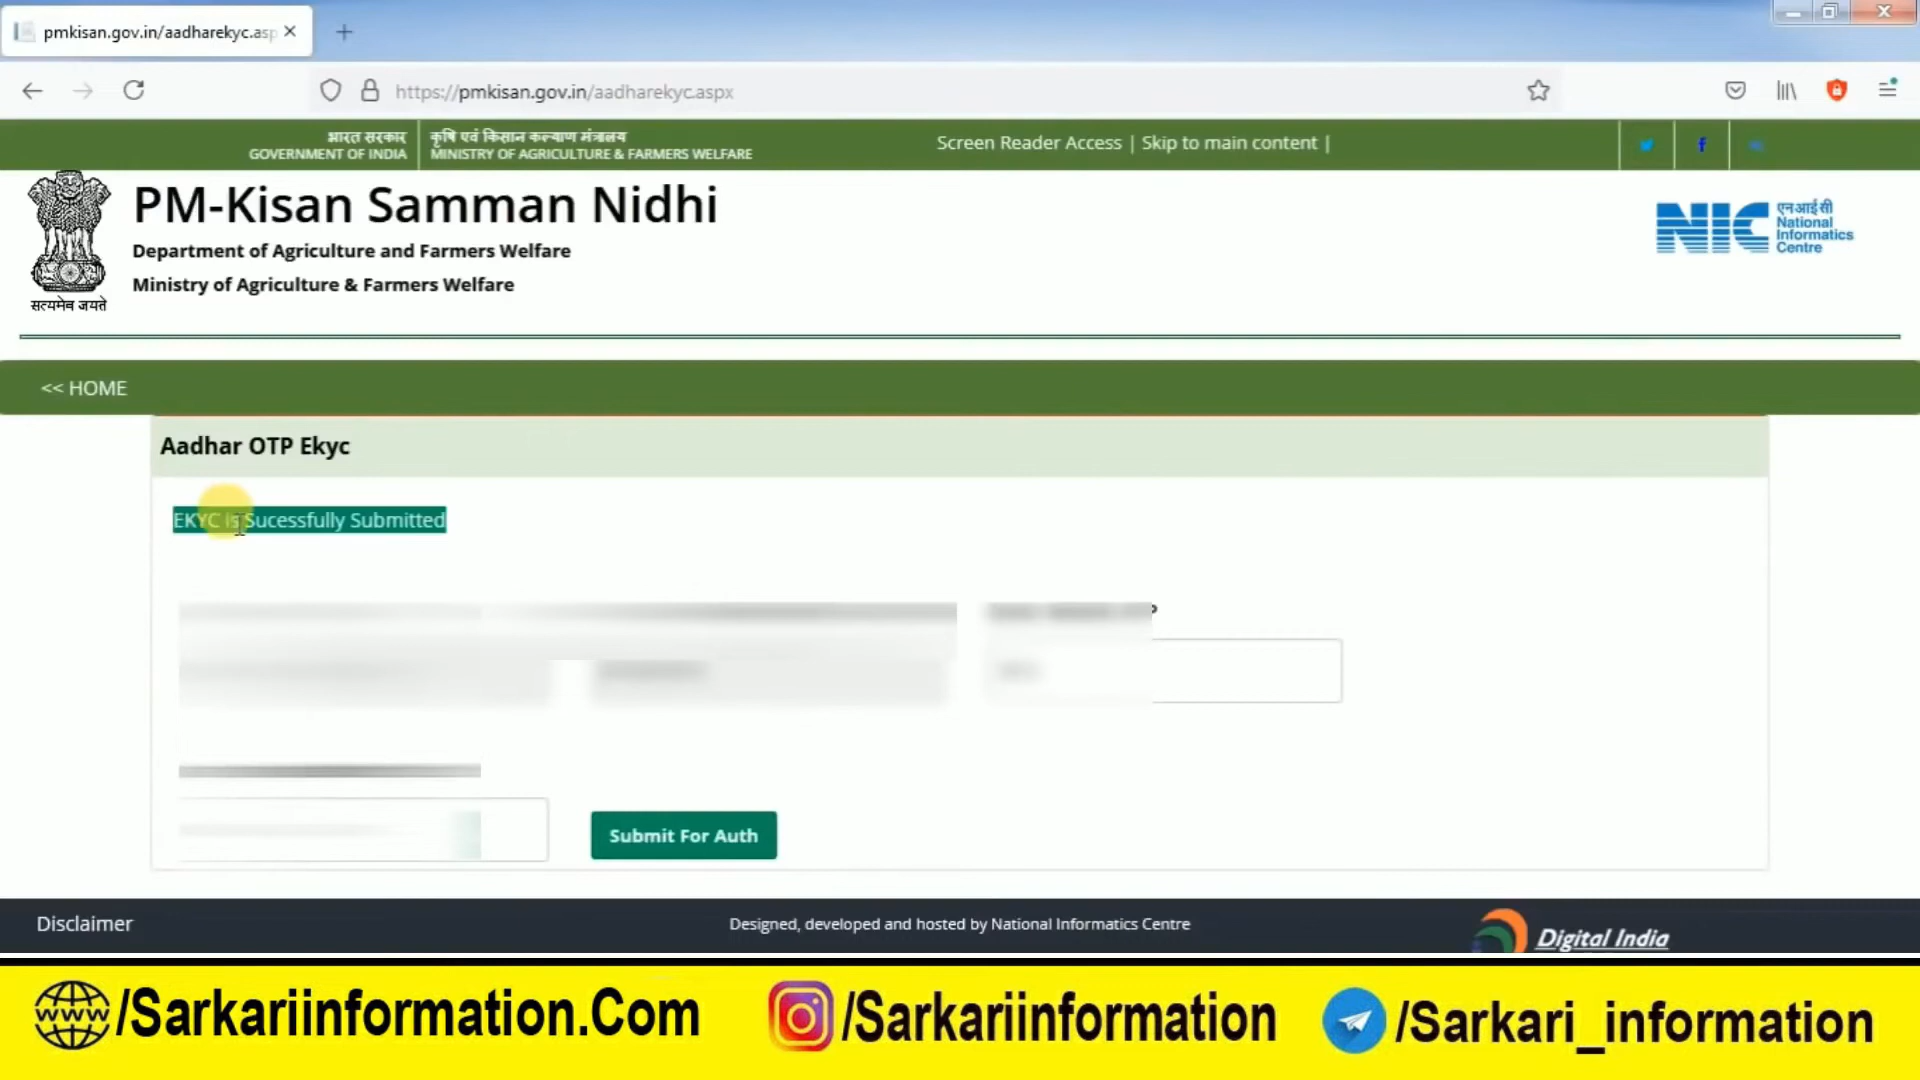 pmkisan.gov.in/aadharekyc.asp
https://pmkisan.gov.in/aadharekyc.aspx
भारत सरकार
GOVERNMENT OF INDIA
कृषि एवं किसान कल्याण मंत्रालय
MINISTRY OF AGRICULTURE & FARMERS WELFARE
Screen Reader Access | Skip to main content |
PM-Kisan Samman Nidhi
Department of Agriculture and Farmers Welfare
Ministry of Agriculture & Farmers Welfare
सत्यमेव जयते
NIC
एन आई सी
National
Informatics
Centre
<< HOME
Aadhar OTP Ekyc
EKYC is Sucessfully Submitted
Submit For Auth
Disclaimer
Designed, developed and hosted by National Informatics Centre
Digital India
www /Sarkariinformation.Com
/Sarkariinformation
/Sarkari_information